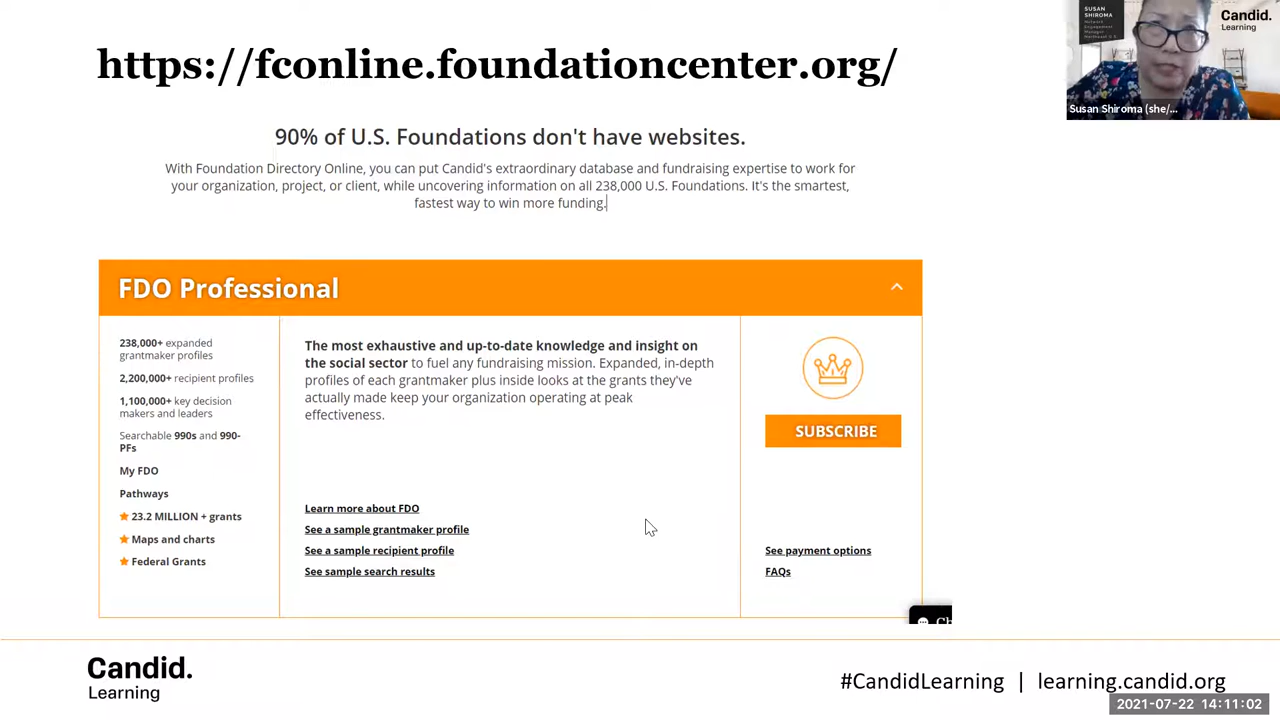 https://fconline.foundationcenter.org/
90% of U.S. Foundations don't have websites.
With Foundation Directory Online, you can put Candid's extraordinary database and fundraising expertise to work for
your organization, project, or client, while uncovering information on all 238,000 U.S. Foundations. It's the smartest,
fastest way to win more funding.
SUSAN
SHIROMA
Network
Engagement
Manager
Northeast U.S.
Candid.
Learning
Susan Shiroma (she/...
FDO Professional
238,000+ expanded
grantmaker profiles
2,200,000+ recipient profiles
1,100,000+ key decision
makers and leaders
Searchable 990s and 990-
PFs
My FDO
Pathways
23.2 MILLION + grants
Maps and charts
Federal Grants
The most exhaustive and up-to-date knowledge and insight on
the social sector to fuel any fundraising mission. Expanded, in-depth
profiles of each grantmaker plus inside looks at the grants they've
actually made keep your organization operating at peak
effectiveness.
Learn more about FDO
See a sample grantmaker profile
See a sample recipient profile
See sample search results
SUBSCRIBE
See payment options
FAQs
Candid.
Learning
#CandidLearning | learning.candid.org
2021-07-22 14:11:02